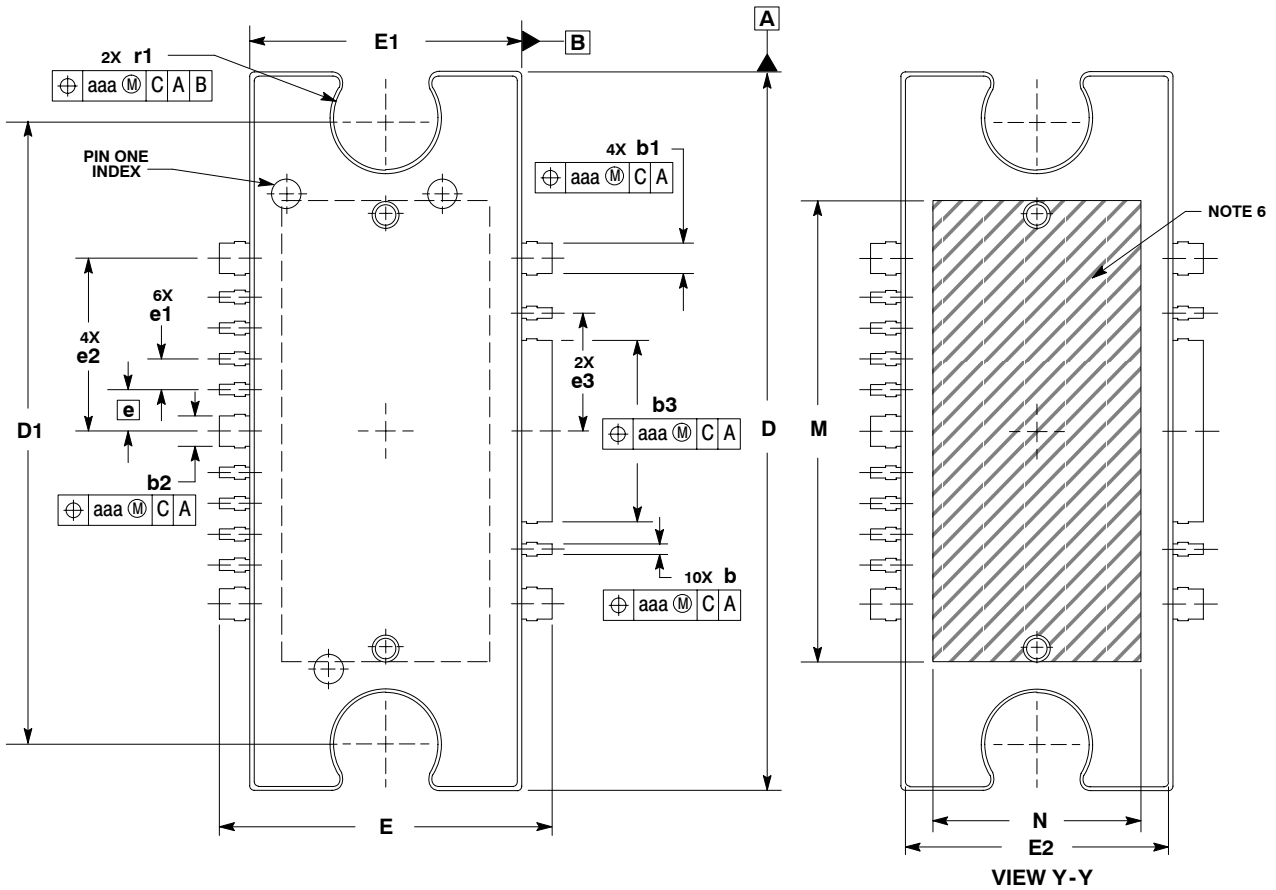 A
E1
B
2X r1
⌖ aaa Ⓜ C A B
PIN ONE
INDEX
4X b1
⌖ aaa Ⓜ C A
NOTE 6
6X
e1
4X
e2
2X
e3
e
D1
b3
⌖ aaa Ⓜ C A
D
M
b2
⌖ aaa Ⓜ C A
10X b
⌖ aaa Ⓜ C A
E
N
E2
VIEW Y-Y